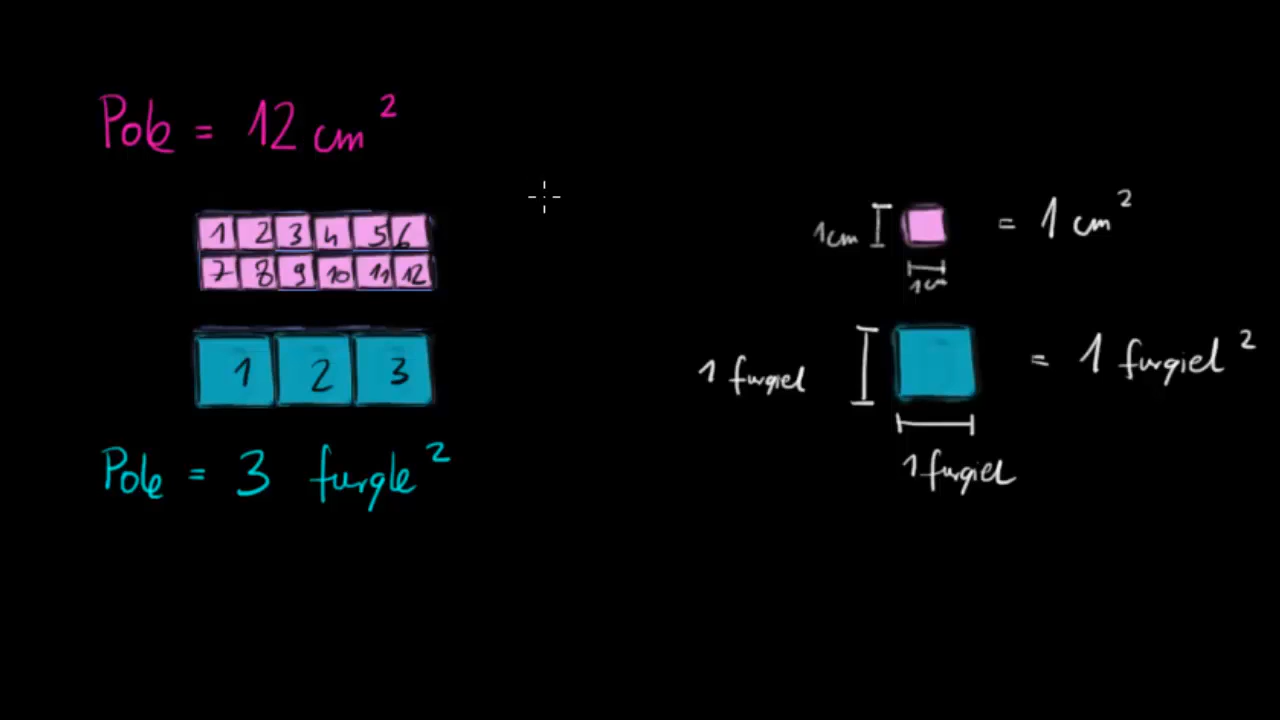 Pole = 12 cm²
1 2 3 4 5 6
7 8 9 10 11 12
1 2 3
Pole = 3 furgle²
1cm = 1 cm²
1cm
1 furgiel = 1 furgiel²
1 furgiel